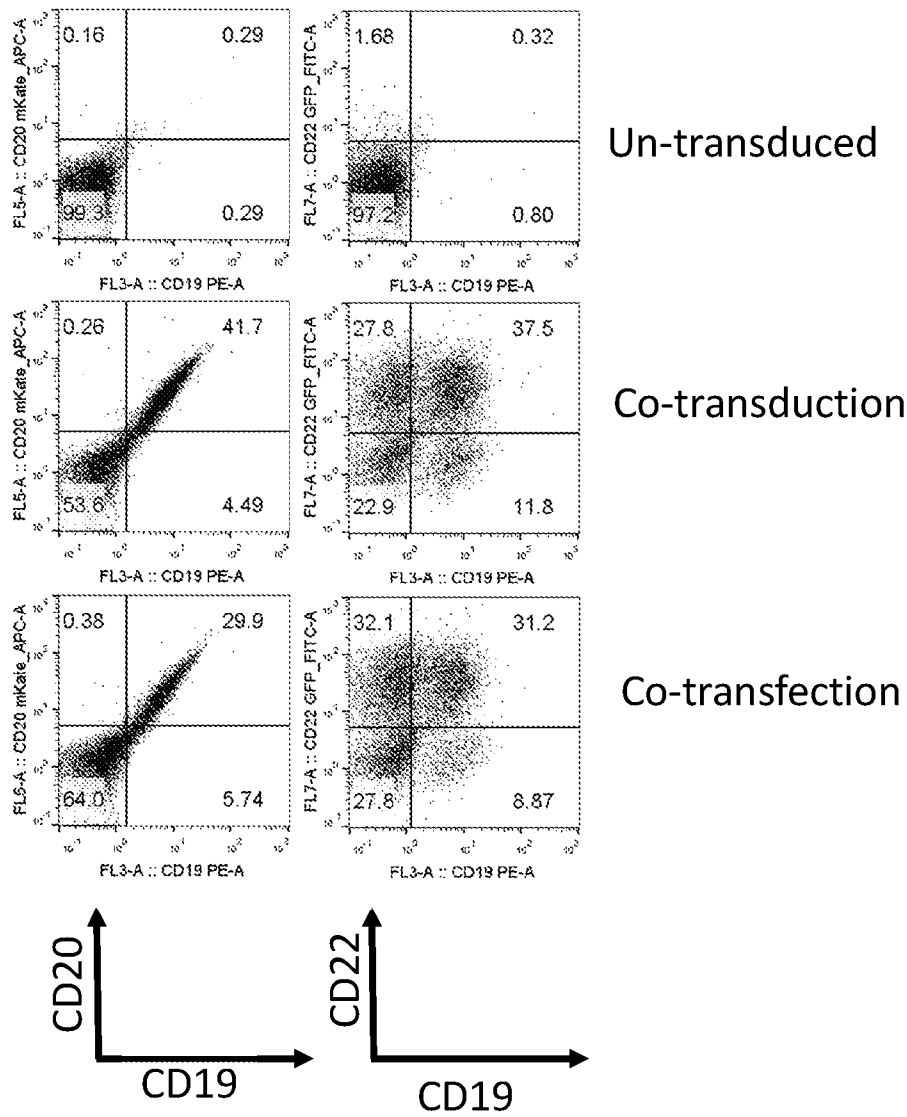 0.16 0.29
99.3 0.29
FL5-A :: CD20 mKate_APC-A
FL3-A :: CD19 PE-A
1.68 0.32
97.2 0.80
FL7-A :: CD22 GFP_FITC-A
FL3-A :: CD19 PE-A
Un-transduced
0.26 41.7
53.6 4.49
FL5-A :: CD20 mKate_APC-A
FL3-A :: CD19 PE-A
27.8 37.5
22.9 11.8
FL7-A :: CD22 GFP_FITC-A
FL3-A :: CD19 PE-A
Co-transduction
0.38 29.9
64.0 5.74
FL5-A :: CD20 mKate_APC-A
FL3-A :: CD19 PE-A
32.1 31.2
27.8 8.87
FL7-A :: CD22 GFP_FITC-A
FL3-A :: CD19 PE-A
Co-transfection
CD20
CD19
CD22
CD19